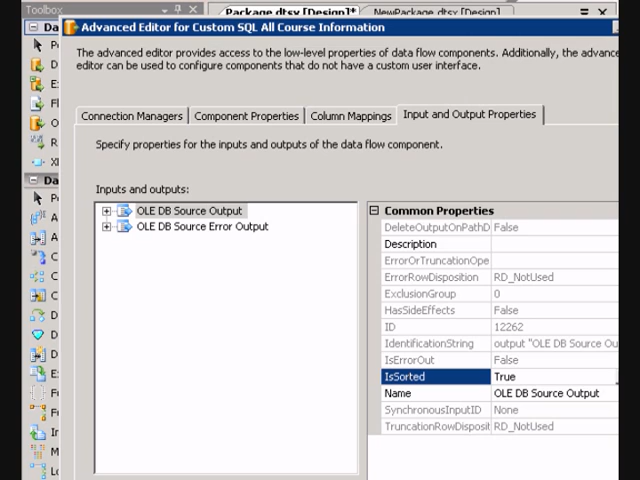 Toolbox
Package.dtsx [Design]*
NewPackage.dtsx [Design]
Da
Advanced Editor for Custom SQL All Course Information
The advanced editor provides access to the low-level properties of data flow components. Additionally, the advance
editor can be used to configure components that do not have a custom user interface.
Connection Managers
Component Properties
Column Mappings
Input and Output Properties
Specify properties for the inputs and outputs of the data flow component.
Inputs and outputs:
OLE DB Source Output
OLE DB Source Error Output
Common Properties
DeleteOutputOnPathD False
Description
ErrorOrTruncationOpe
ErrorRowDisposition RD_NotUsed
ExclusionGroup 0
HasSideEffects False
ID 12262
IdentificationString output "OLE DB Source Ou
IsErrorOut False
IsSorted True
Name OLE DB Source Output
SynchronousInputID None
TruncationRowDisposit RD_NotUsed
Da